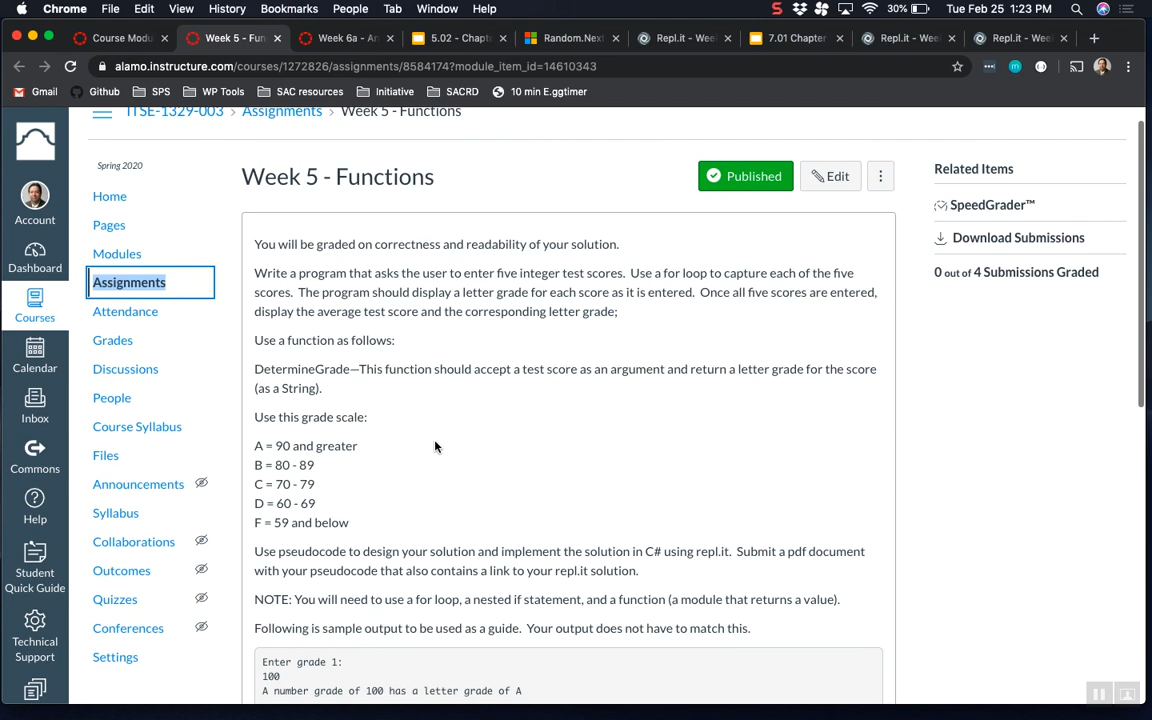 Chrome File Edit View History Bookmarks People Tab Window Help 30% Tue Feb 25 1:23 PM
Course Modu Week 5 - Fun Week 6a - Ar 5.02 - Chapt Random.Next Repl.it - Wee 7.01 Chapter Repl.it - Wee Repl.it - Wee
alamo.instructure.com/courses/1272826/assignments/8584174?module_item_id=14610343
Gmail Github SPS WP Tools SAC resources Initiative SACRD 10 min E.ggtimer
ITSE-1329-003 > Assignments > Week 5 - Functions
Account
Dashboard
Courses
Calendar
Inbox
Commons
Help
Student
Quick Guide
Technical
Support
Spring 2020
Home
Pages
Modules
Assignments
Attendance
Grades
Discussions
People
Course Syllabus
Files
Announcements
Syllabus
Collaborations
Outcomes
Quizzes
Conferences
Settings
Week 5 - Functions
Published Edit
You will be graded on correctness and readability of your solution.
Write a program that asks the user to enter five integer test scores. Use a for loop to capture each of the five
scores. The program should display a letter grade for each score as it is entered. Once all five scores are entered,
display the average test score and the corresponding letter grade;
Use a function as follows:
DetermineGrade—This function should accept a test score as an argument and return a letter grade for the score
(as a String).
Use this grade scale:
A = 90 and greater
B = 80 - 89
C = 70 - 79
D = 60 - 69
F = 59 and below
Use pseudocode to design your solution and implement the solution in C# using repl.it. Submit a pdf document
with your pseudocode that also contains a link to your repl.it solution.
NOTE: You will need to use a for loop, a nested if statement, and a function (a module that returns a value).
Following is sample output to be used as a guide. Your output does not have to match this.
Enter grade 1:
100
A number grade of 100 has a letter grade of A
Related Items
SpeedGrader™
Download Submissions
0 out of 4 Submissions Graded